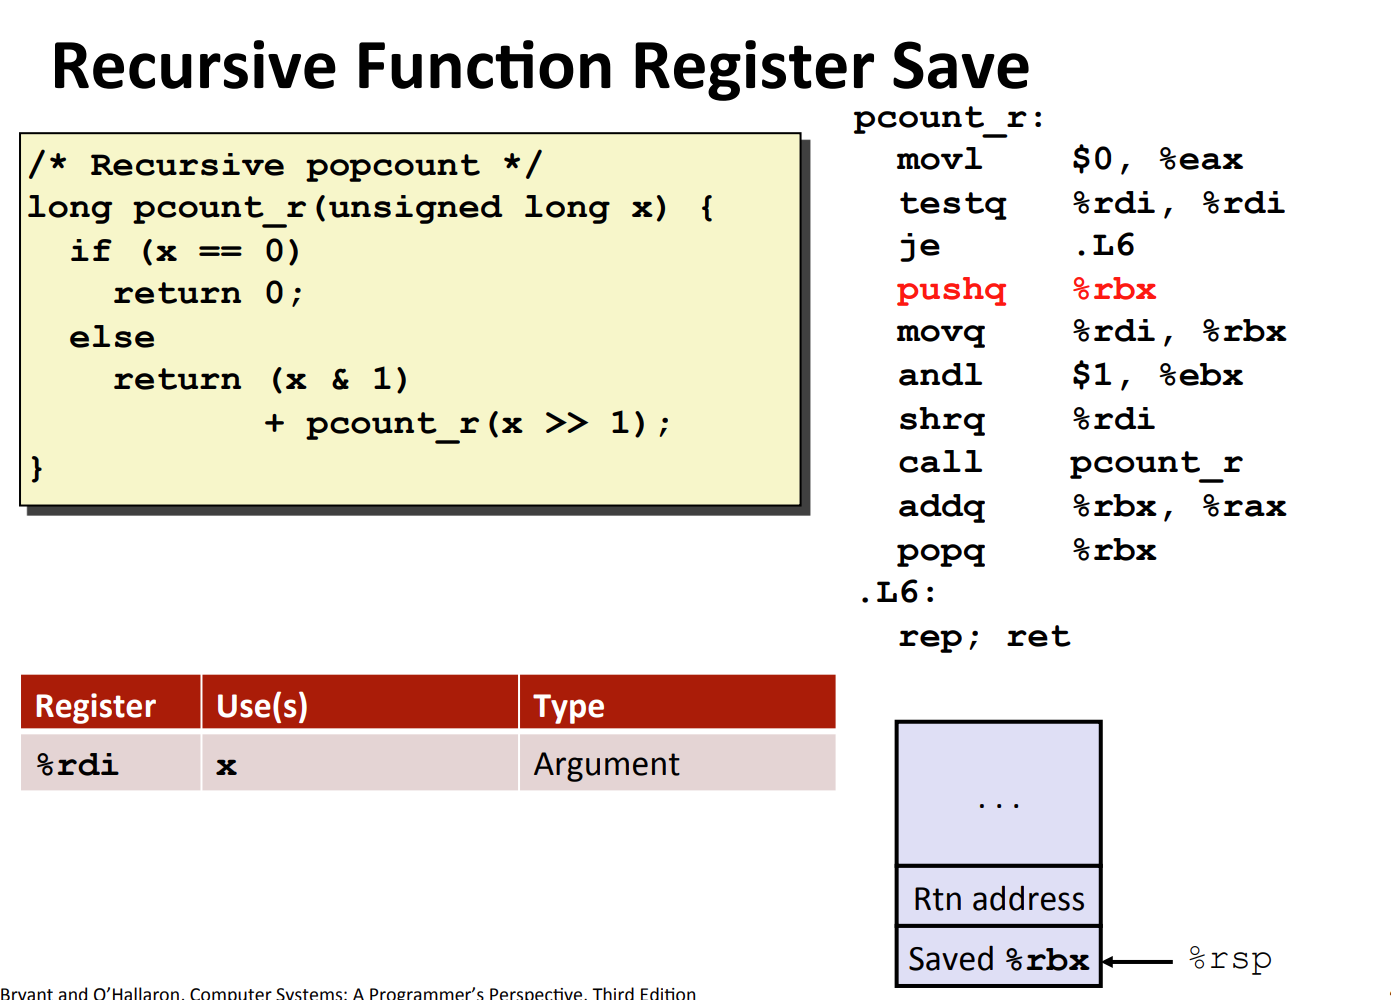 Recursive Function Register Save
/* Recursive popcount */
long pcount_r(unsigned long x) {
  if (x == 0)
    return 0;
  else
    return (x & 1)
           + pcount_r(x >> 1);
}
pcount_r:
  movl    $0, %eax
  testq   %rdi, %rdi
  je      .L6
  pushq   %rbx
  movq    %rdi, %rbx
  andl    $1, %ebx
  shrq    %rdi
  call    pcount_r
  addq    %rbx, %rax
  popq    %rbx
.L6:
  rep; ret
Register Use(s) Type
%rdi x Argument
...
Rtn address
Saved %rbx
%rsp
Bryant and O'Hallaron, Computer Systems: A Programmer's Perspective, Third Edition